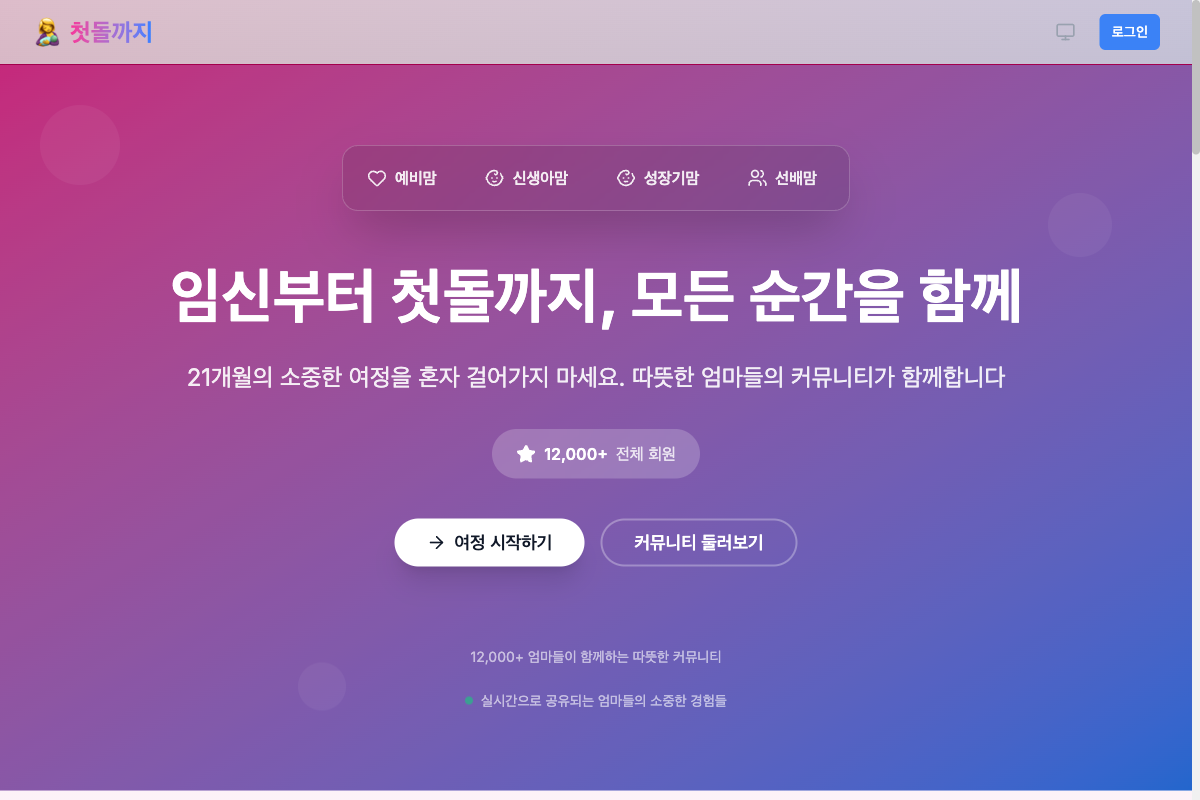 첫돌까지
로그인
예비맘 신생아맘 성장기맘 선배맘
임신부터 첫돌까지, 모든 순간을 함께
21개월의 소중한 여정을 혼자 걸어가지 마세요. 따뜻한 엄마들의 커뮤니티가 함께합니다
12,000+ 전체 회원
여정 시작하기
커뮤니티 둘러보기
12,000+ 엄마들이 함께하는 따뜻한 커뮤니티
실시간으로 공유되는 엄마들의 소중한 경험들